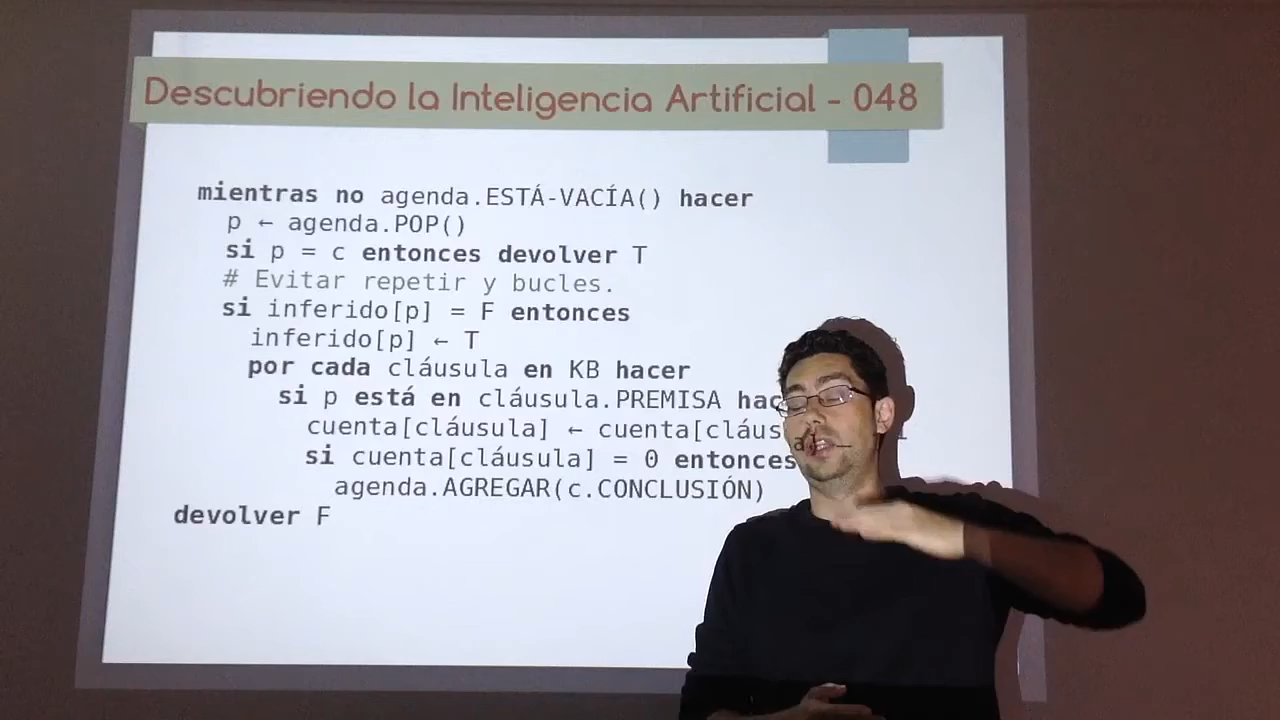 Descubriendo la Inteligencia Artificial - 048
mientras no agenda.ESTÁ-VACÍA() hacer
p ← agenda.POP()
si p = c entonces devolver T
# Evitar repetir y bucles.
si inferido[p] = F entonces
inferido[p] ← T
por cada cláusula en KB hacer
si p está en cláusula.PREMISA
cuenta[cláusula] ←
si cuenta[cláusula] = 0 entonces
agenda.AGREGAR(c.CONCLUSIÓN)
devolver F